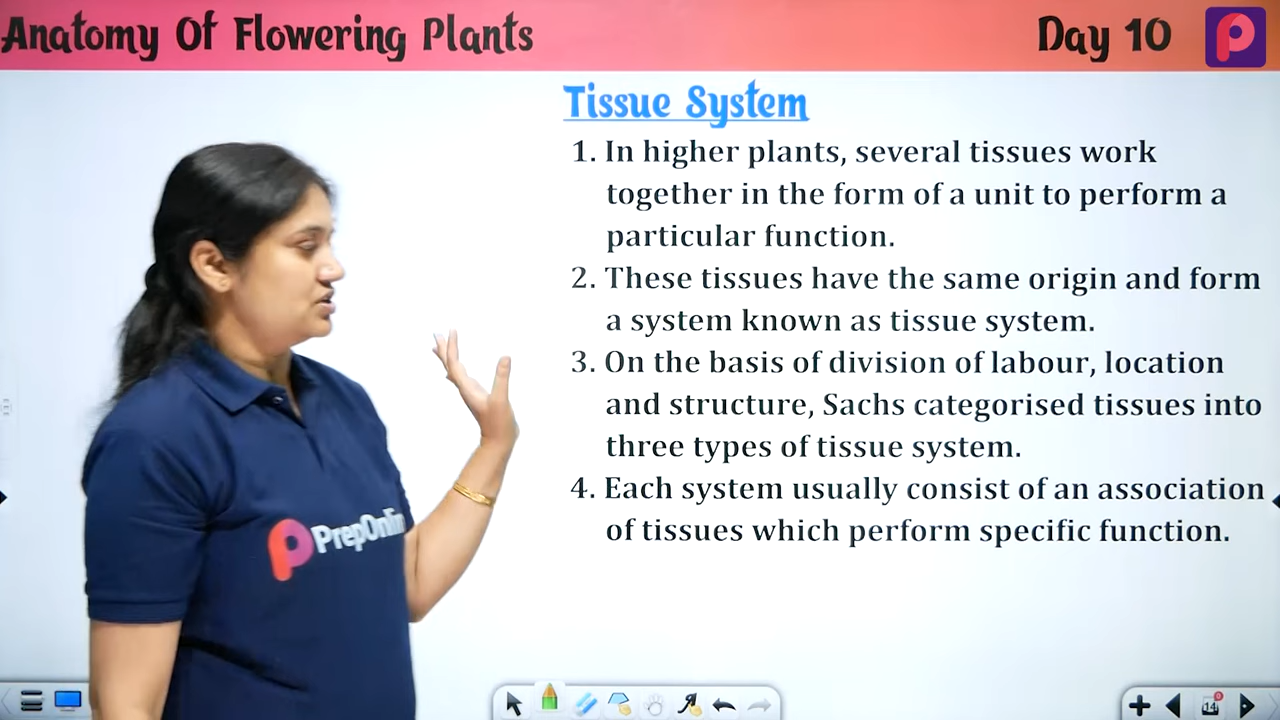 Anatomy Of Flowering Plants
Day 10
Tissue System
1. In higher plants, several tissues work
together in the form of a unit to perform a
particular function.
2. These tissues have the same origin and form
a system known as tissue system.
3. On the basis of division of labour, location
and structure, Sachs categorised tissues into
three types of tissue system.
4. Each system usually consist of an association
of tissues which perform specific function.
PrepOnlin
14